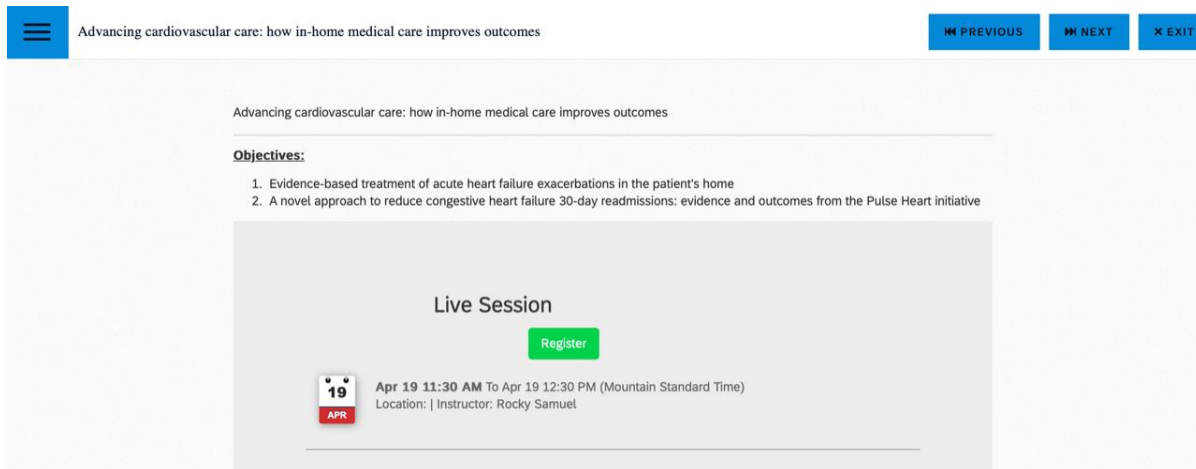 Advancing cardiovascular care: how in-home medical care improves outcomes
PREVIOUS
NEXT
EXIT
Advancing cardiovascular care: how in-home medical care improves outcomes
Objectives:
1. Evidence-based treatment of acute heart failure exacerbations in the patient's home
2. A novel approach to reduce congestive heart failure 30-day readmissions: evidence and outcomes from the Pulse Heart initiative
Live Session
Register
19
APR
Apr 19 11:30 AM To Apr 19 12:30 PM (Mountain Standard Time)
Location: | Instructor: Rocky Samuel